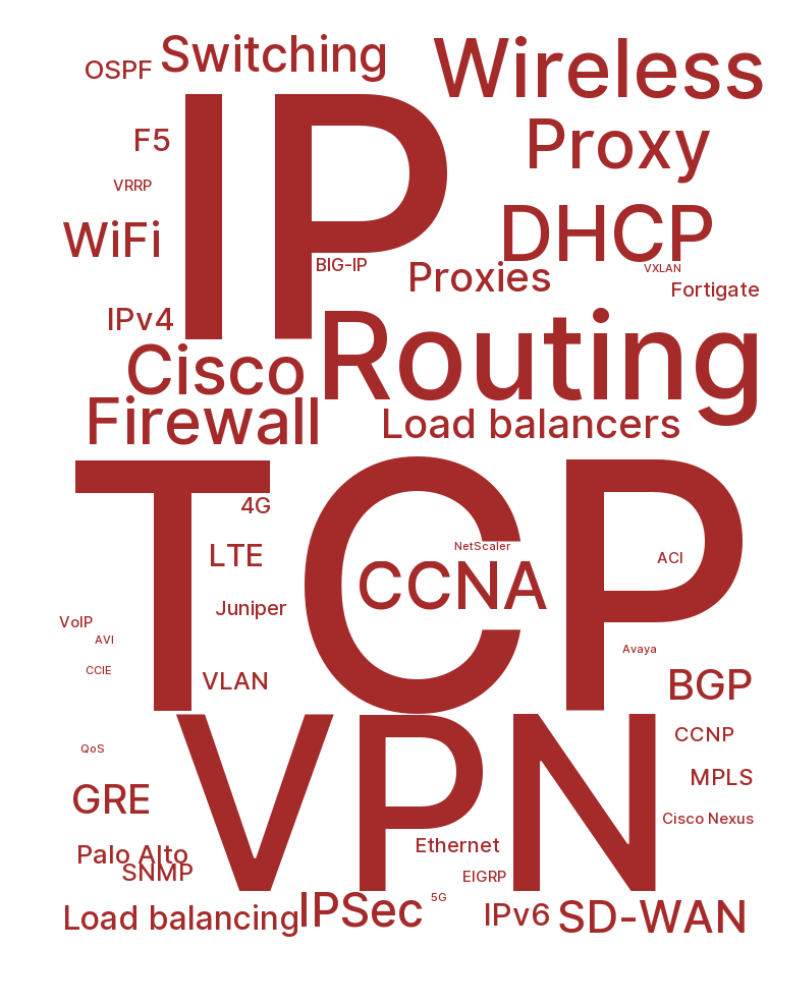 Switching
Wireless
OSPF
IP
Proxy
F5
VRRP
DHCP
WiFi
BIG-IP
VXLAN
Proxies
Fortigate
IPv4
Routing
Cisco
Firewall
Load balancers
TCP
4G
NetScaler
LTE
ACI
CCNA
Juniper
VoIP
AVI
Avaya
CCIE
VLAN
BGP
VPN
CCNP
QoS
MPLS
GRE
Cisco Nexus
Ethernet
Palo Alto
SNMP
EIGRP
5G
IPSec
Load balancing
IPv6
SD-WAN